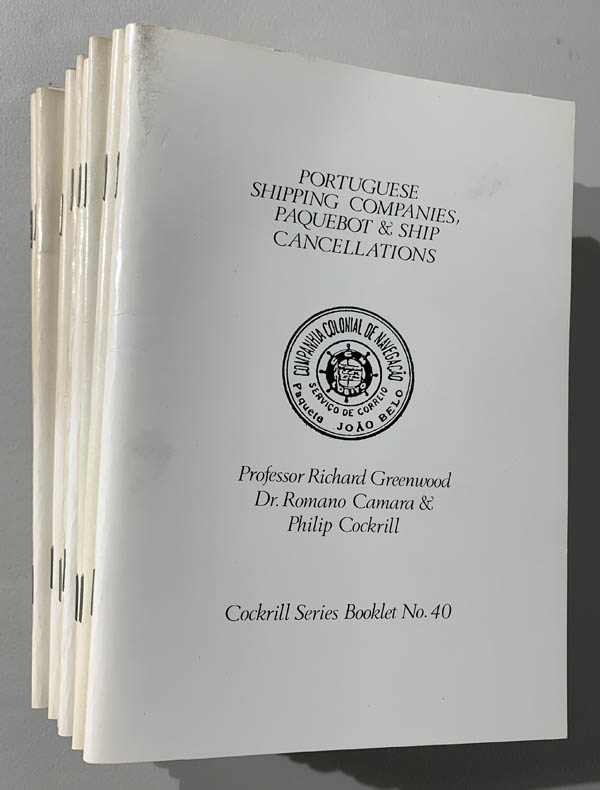 PORTUGUESE
SHIPPING COMPANIES,
PAQUEBOT & SHIP
CANCELLATIONS
COMPANHIA COLONIAL DE NAVEGAÇÃO
SERVIÇO DE CORREIO
Paquete JOÃO BELO
Professor Richard Greenwood
Dr. Romano Camara &
Philip Cockrill
Cockrill Series Booklet No. 40